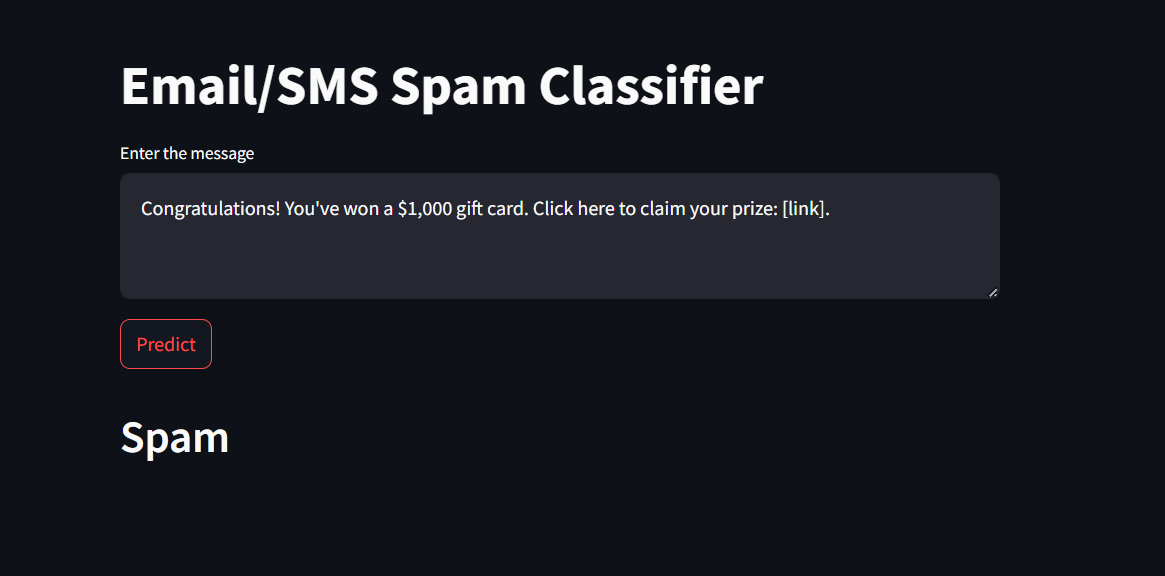 Email/SMS Spam Classifier
Enter the message
Congratulations! You've won a $1,000 gift card. Click here to claim your prize: [link].
Predict
Spam